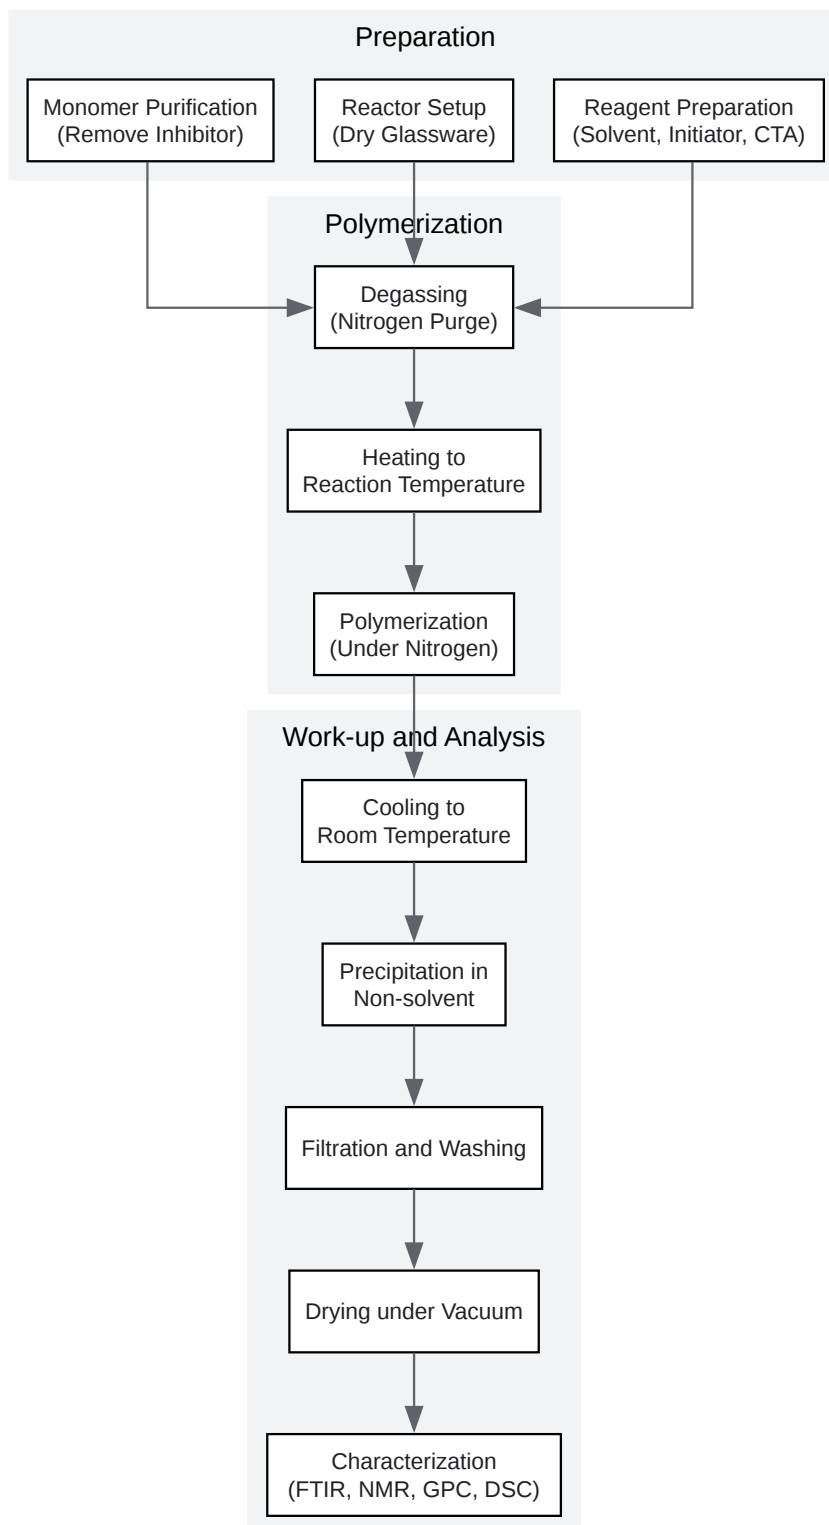 Preparation
Monomer Purification
(Remove Inhibitor)
Reactor Setup
(Dry Glassware)
Reagent Preparation
(Solvent, Initiator, CTA)
Polymerization
Degassing
(Nitrogen Purge)
Heating to
Reaction Temperature
Polymerization
(Under Nitrogen)
Work-up and Analysis
Cooling to
Room Temperature
Precipitation in
Non-solvent
Filtration and Washing
Drying under Vacuum
Characterization
(FTIR, NMR, GPC, DSC)